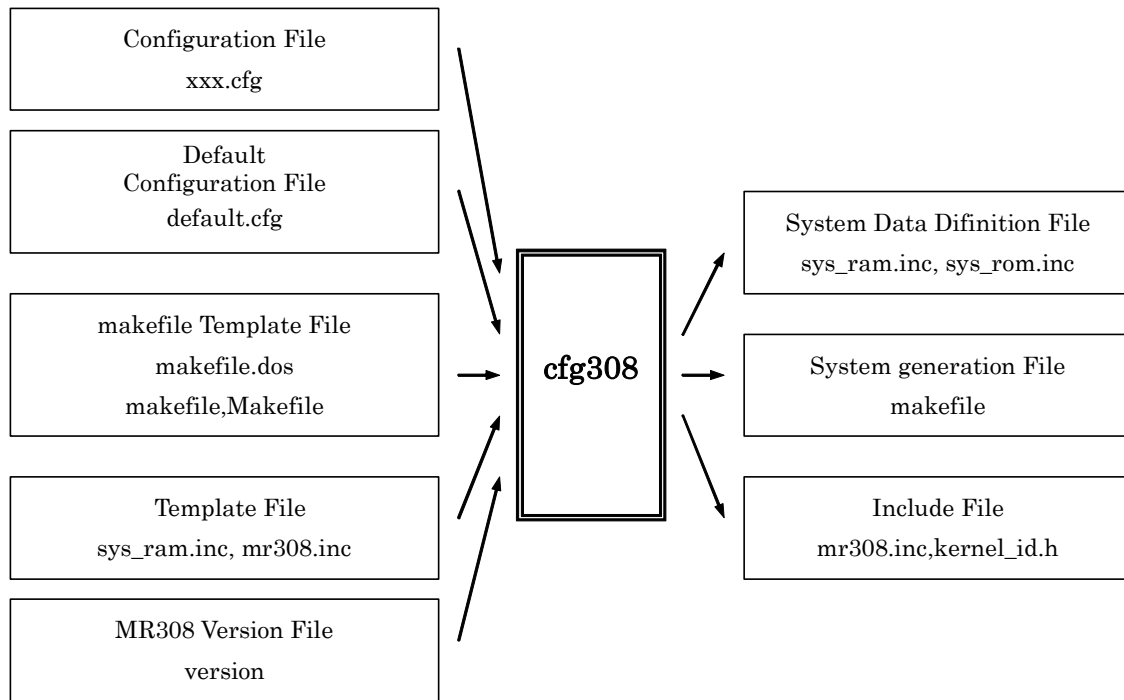 Configuration File
xxx.cfg
Default
Configuration File
default.cfg
makefile Template File
makefile.dos
makefile,Makefile
Template File
sys_ram.inc, mr308.inc
MR308 Version File
version
cfg308
System Data Difinition File
sys_ram.inc, sys_rom.inc
System generation File
makefile
Include File
mr308.inc,kernel_id.h